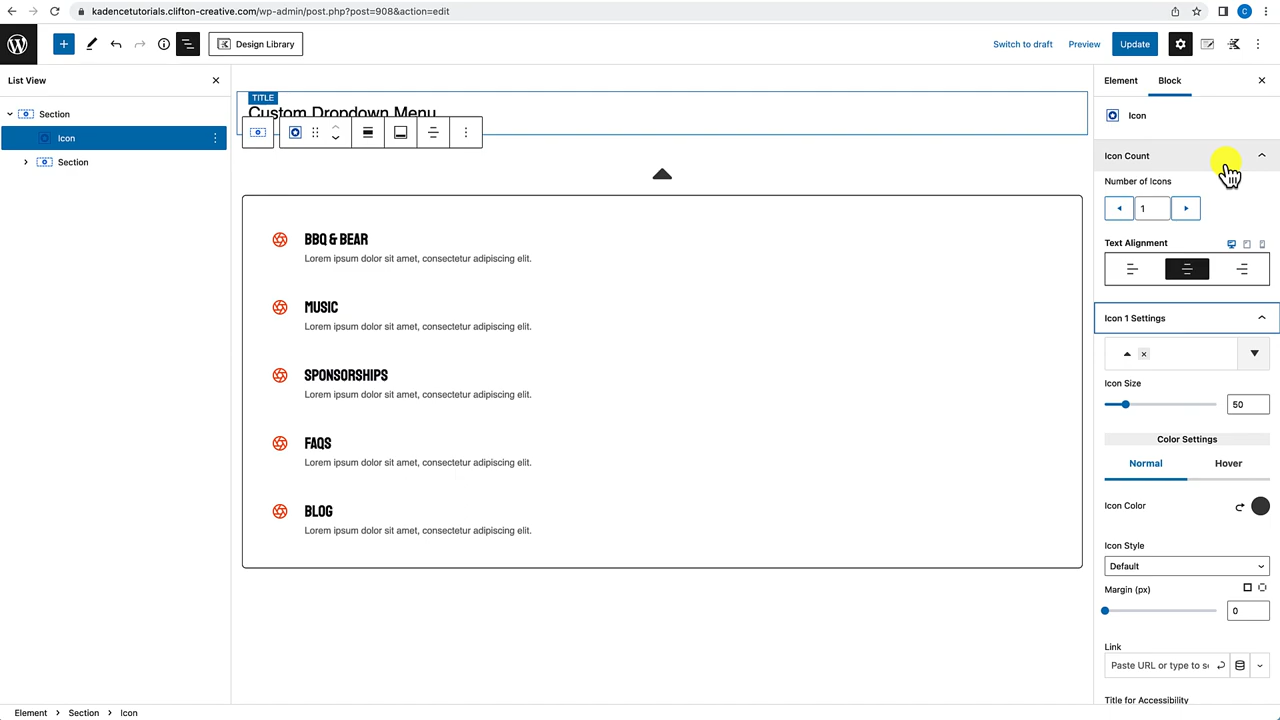 kadencetutorials.clifton-creative.com/wp-admin/post.php?post=908&action=edit
C
Design Library
Switch to draft
Preview
Update
List View
Section
Icon
Section
TITLE
Custom Dropdown Menu
BBQ & BEAR
Lorem ipsum dolor sit amet, consectetur adipiscing elit.
MUSIC
Lorem ipsum dolor sit amet, consectetur adipiscing elit.
SPONSORSHIPS
Lorem ipsum dolor sit amet, consectetur adipiscing elit.
FAQS
Lorem ipsum dolor sit amet, consectetur adipiscing elit.
BLOG
Lorem ipsum dolor sit amet, consectetur adipiscing elit.
Element
Block
Icon
Icon Count
Number of Icons
1
Text Alignment
Icon 1 Settings
Icon Size
50
Color Settings
Normal
Hover
Icon Color
Icon Style
Default
Margin (px)
0
Link
Paste URL or type to se
Title for Accessibility
Element > Section > Icon